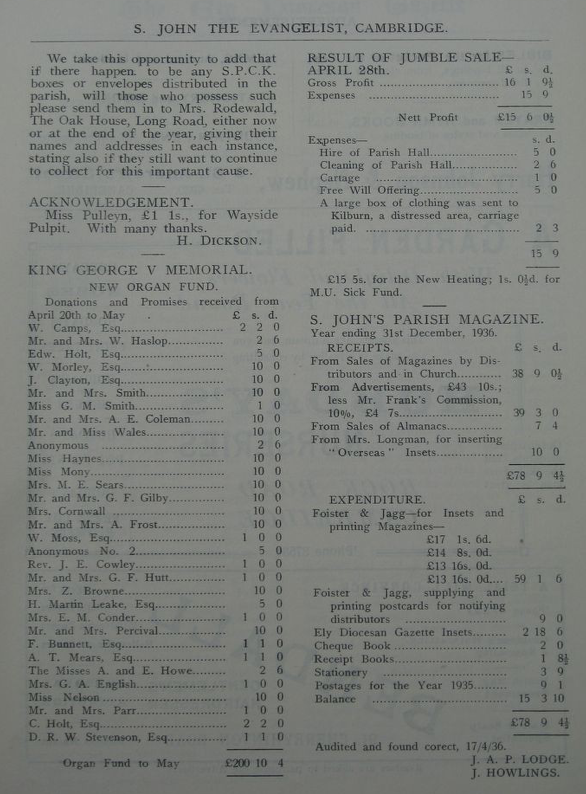 S. JOHN THE EVANGELIST, CAMBRIDGE.
We take this opportunity to add that
if there happen. to be any S.P.C.K.
boxes or envelopes distributed in the
parish, will those who possess such
please send them in to Mrs. Rodewald,
The Oak House, Long Road, either now
or at the end of the year, giving their
names and addresses in each instance,
stating also if they still want to continue
to collect for this important cause.
ACKNOWLEDGEMENT.
Miss Pulleyn, £1 1s., for Wayside
Pulpit. With many thanks.
H. DICKSON.
KING GEORGE V MEMORIAL.
NEW ORGAN FUND.
Donations and Promises received from
April 20th to May . £ s. d.
W. Camps, Esq. 2 2 0
Mr. and Mrs. W. Haslop 2 6
Edw. Holt, Esq. 5 0
W. Morley, Esq. 10 0
J. Clayton, Esq. 10 0
Mr. and Mrs. Smith 10 0
Miss G. M. Smith 1 0
Mr. and Mrs. A. E. Coleman 10 0
Mr. and Miss Wales 10 0
Anonymous 2 6
Miss Haynes 10 0
Miss Mony 10 0
Mrs. M. E. Sears 10 0
Mr. and Mrs. G. F. Gilby 10 0
Mrs. Cornwall 10 0
Mr. and Mrs. A. Frost 10 0
W. Moss, Esq. 1 0 0
Anonymous No. 2 5 0
Rev. J. E. Cowley 1 0 0
Mr. and Mrs. G. F. Hutt 1 0 0
Mrs. Z. Browne 10 0
H. Martin Leake, Esq. 5 0
Mrs. E. M. Conder 1 0 0
Mr. and Mrs. Percival 10 0
F. Bunnett, Esq. 1 1 0
A. T. Mears, Esq. 1 1 0
The Misses A. and E. Howe 2 6
Mrs. G. A. English 1 0 0
Miss Nelson 10 0
Mr. and Mrs. Parr 1 0 0
C. Holt, Esq. 2 2 0
D. R. W. Stevenson, Esq. 1 1 0
Organ Fund to May £200 10 4
RESULT OF JUMBLE SALE—
APRIL 28th. £ s. d.
Gross Profit 16 1 9½
Expenses 15 9
Nett Profit £15 6 0½
Expenses— s. d.
Hire of Parish Hall 5 0
Cleaning of Parish Hall 2 6
Cartage 1 0
Free Will Offering 5 0
A large box of clothing was sent to
Kilburn, a distressed area, carriage
paid. 2 3
15 9
£15 5s. for the New Heating; 1s. 0½d. for
M.U. Sick Fund.
S. JOHN'S PARISH MAGAZINE.
Year ending 31st December, 1936.
RECEIPTS. £ s. d.
From Sales of Magazines by Dis-
tributors and in Church 38 9 0½
From Advertisements, £43 10s.;
less Mr. Frank's Commission,
10%, £4 7s. 39 3 0
From Sales of Almanacs 7 4
From Mrs. Longman, for inserting
"Overseas" Insets 10 0
£78 9 4½
EXPENDITURE. £ s. d.
Foister & Jagg—for Insets and
printing Magazines—
£17 1s. 6d.
£14 8s. 0d.
£13 16s. 0d.
£13 16s. 0d. 59 1 6
Foister & Jagg, supplying and
printing postcards for notifying
distributors 9 0
Ely Diocesan Gazette Insets 2 18 6
Cheque Book 2 0
Receipt Books 1 8½
Stationery 3 9
Postages for the Year 1935 9 1
Balance 15 3 10
£78 9 4½
Audited and found corect, 17/4/36.
J. A. P. LODGE.
J. HOWLINGS.